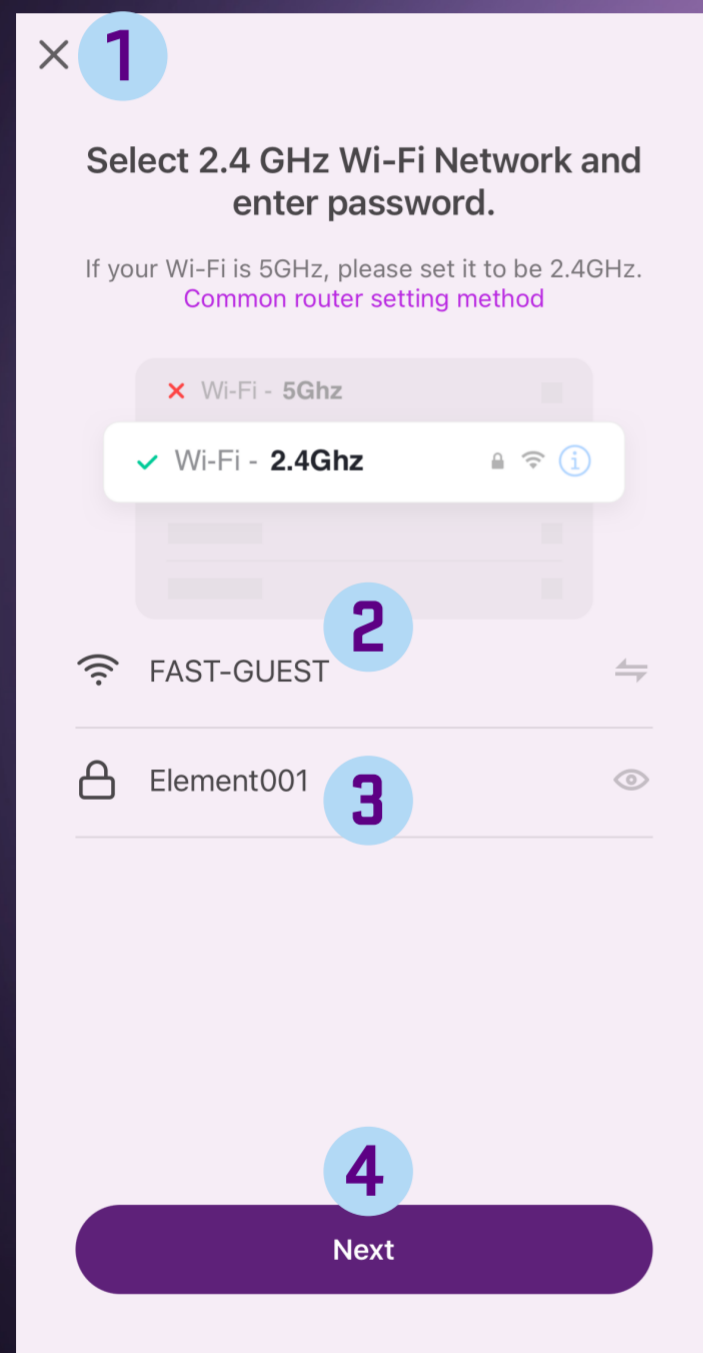 1
Select 2.4 GHz Wi-Fi Network and
enter password.
If your Wi-Fi is 5GHz, please set it to be 2.4GHz.
Common router setting method
Wi-Fi - 5Ghz
Wi-Fi - 2.4Ghz
2
FAST-GUEST
Element001
3
4
Next